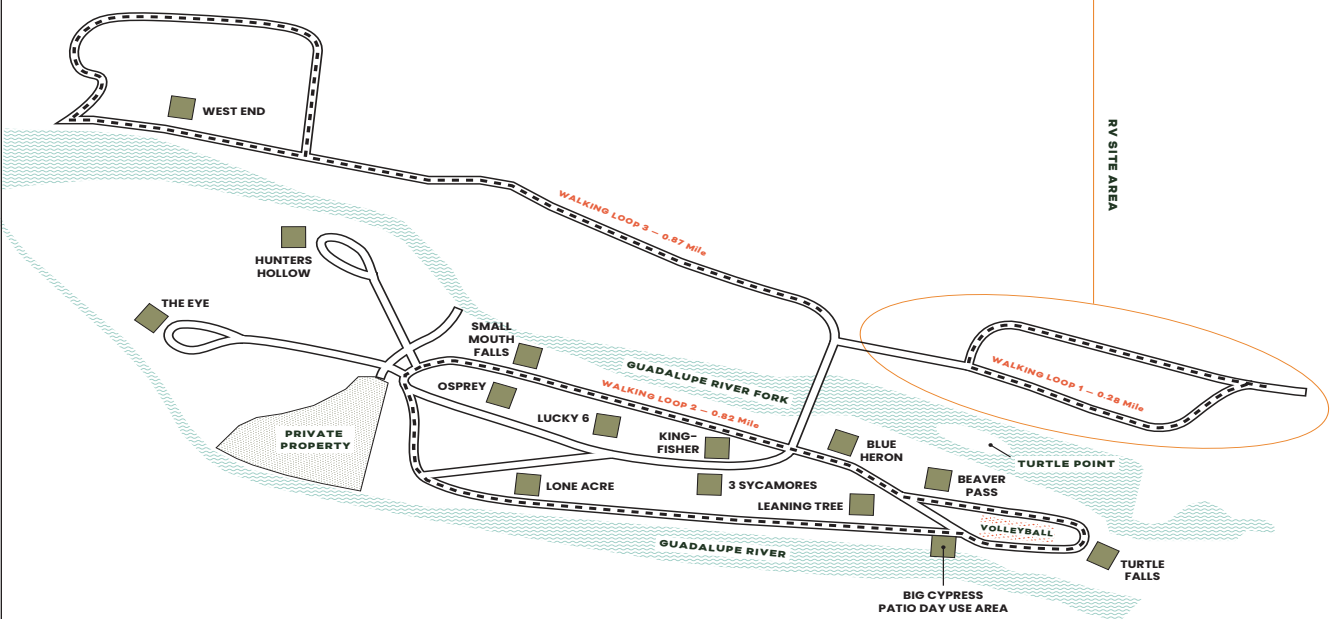 WEST END
RV SITE AREA
WALKING LOOP 3 — 0.87 Mile
HUNTERS
HOLLOW
THE EYE
SMALL
MOUTH
FALLS
GUADALUPE RIVER FORK
WALKING LOOP 1 — 0.28 Mile
OSPREY
WALKING LOOP 2 — 0.82 Mile
LUCKY 6
PRIVATE
PROPERTY
KING-
FISHER
BLUE
HERON
TURTLE POINT
LONE ACRE
3 SYCAMORES
BEAVER
PASS
LEANING TREE
VOLLEYBALL
GUADALUPE RIVER
TURTLE
FALLS
BIG CYPRESS
PATIO DAY USE AREA